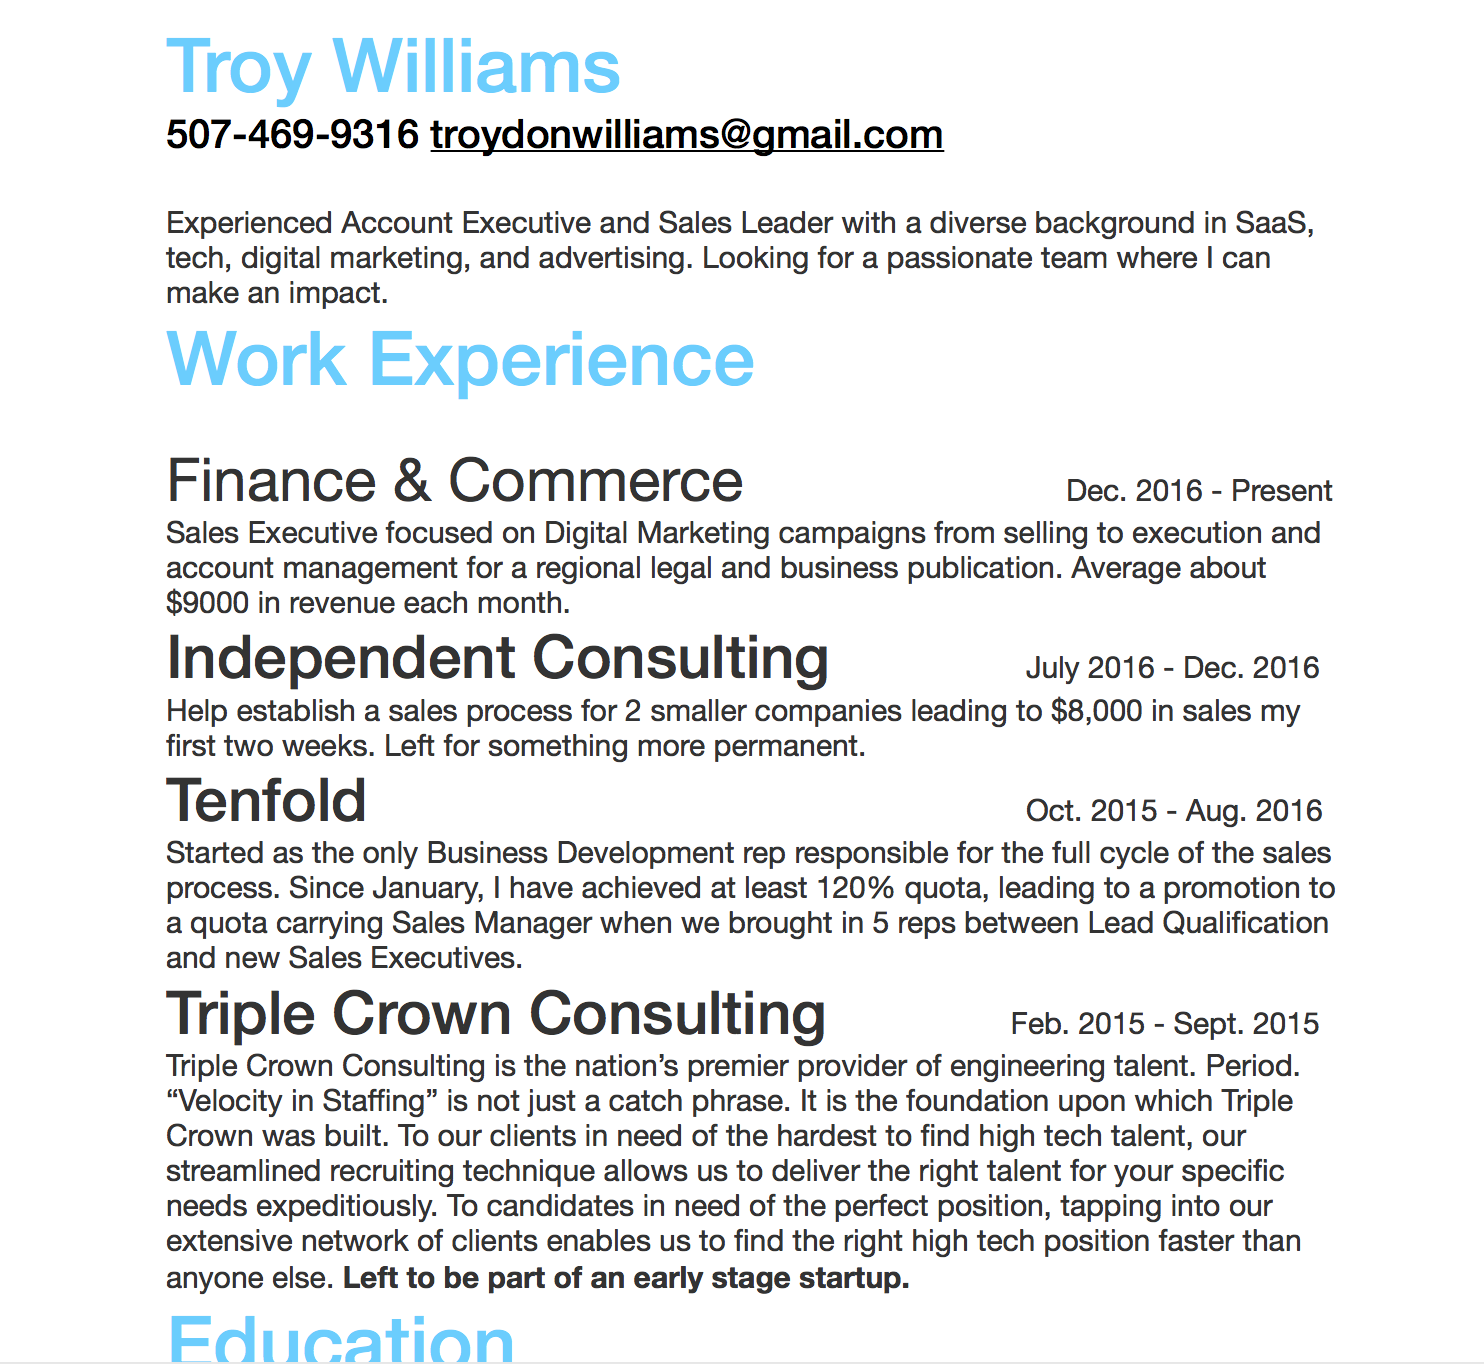 Troy Williams
507-469-9316 troydonwilliams@gmail.com
Experienced Account Executive and Sales Leader with a diverse background in SaaS,
tech, digital marketing, and advertising. Looking for a passionate team where I can
make an impact.
Work Experience
Finance & Commerce Dec. 2016 - Present
Sales Executive focused on Digital Marketing campaigns from selling to execution and
account management for a regional legal and business publication. Average about
$9000 in revenue each month.
Independent Consulting July 2016 - Dec. 2016
Help establish a sales process for 2 smaller companies leading to $8,000 in sales my
first two weeks. Left for something more permanent.
Tenfold Oct. 2015 - Aug. 2016
Started as the only Business Development rep responsible for the full cycle of the sales
process. Since January, I have achieved at least 120% quota, leading to a promotion to
a quota carrying Sales Manager when we brought in 5 reps between Lead Qualification
and new Sales Executives.
Triple Crown Consulting Feb. 2015 - Sept. 2015
Triple Crown Consulting is the nation’s premier provider of engineering talent. Period.
“Velocity in Staffing” is not just a catch phrase. It is the foundation upon which Triple
Crown was built. To our clients in need of the hardest to find high tech talent, our
streamlined recruiting technique allows us to deliver the right talent for your specific
needs expeditiously. To candidates in need of the perfect position, tapping into our
extensive network of clients enables us to find the right high tech position faster than
anyone else. Left to be part of an early stage startup.
Education